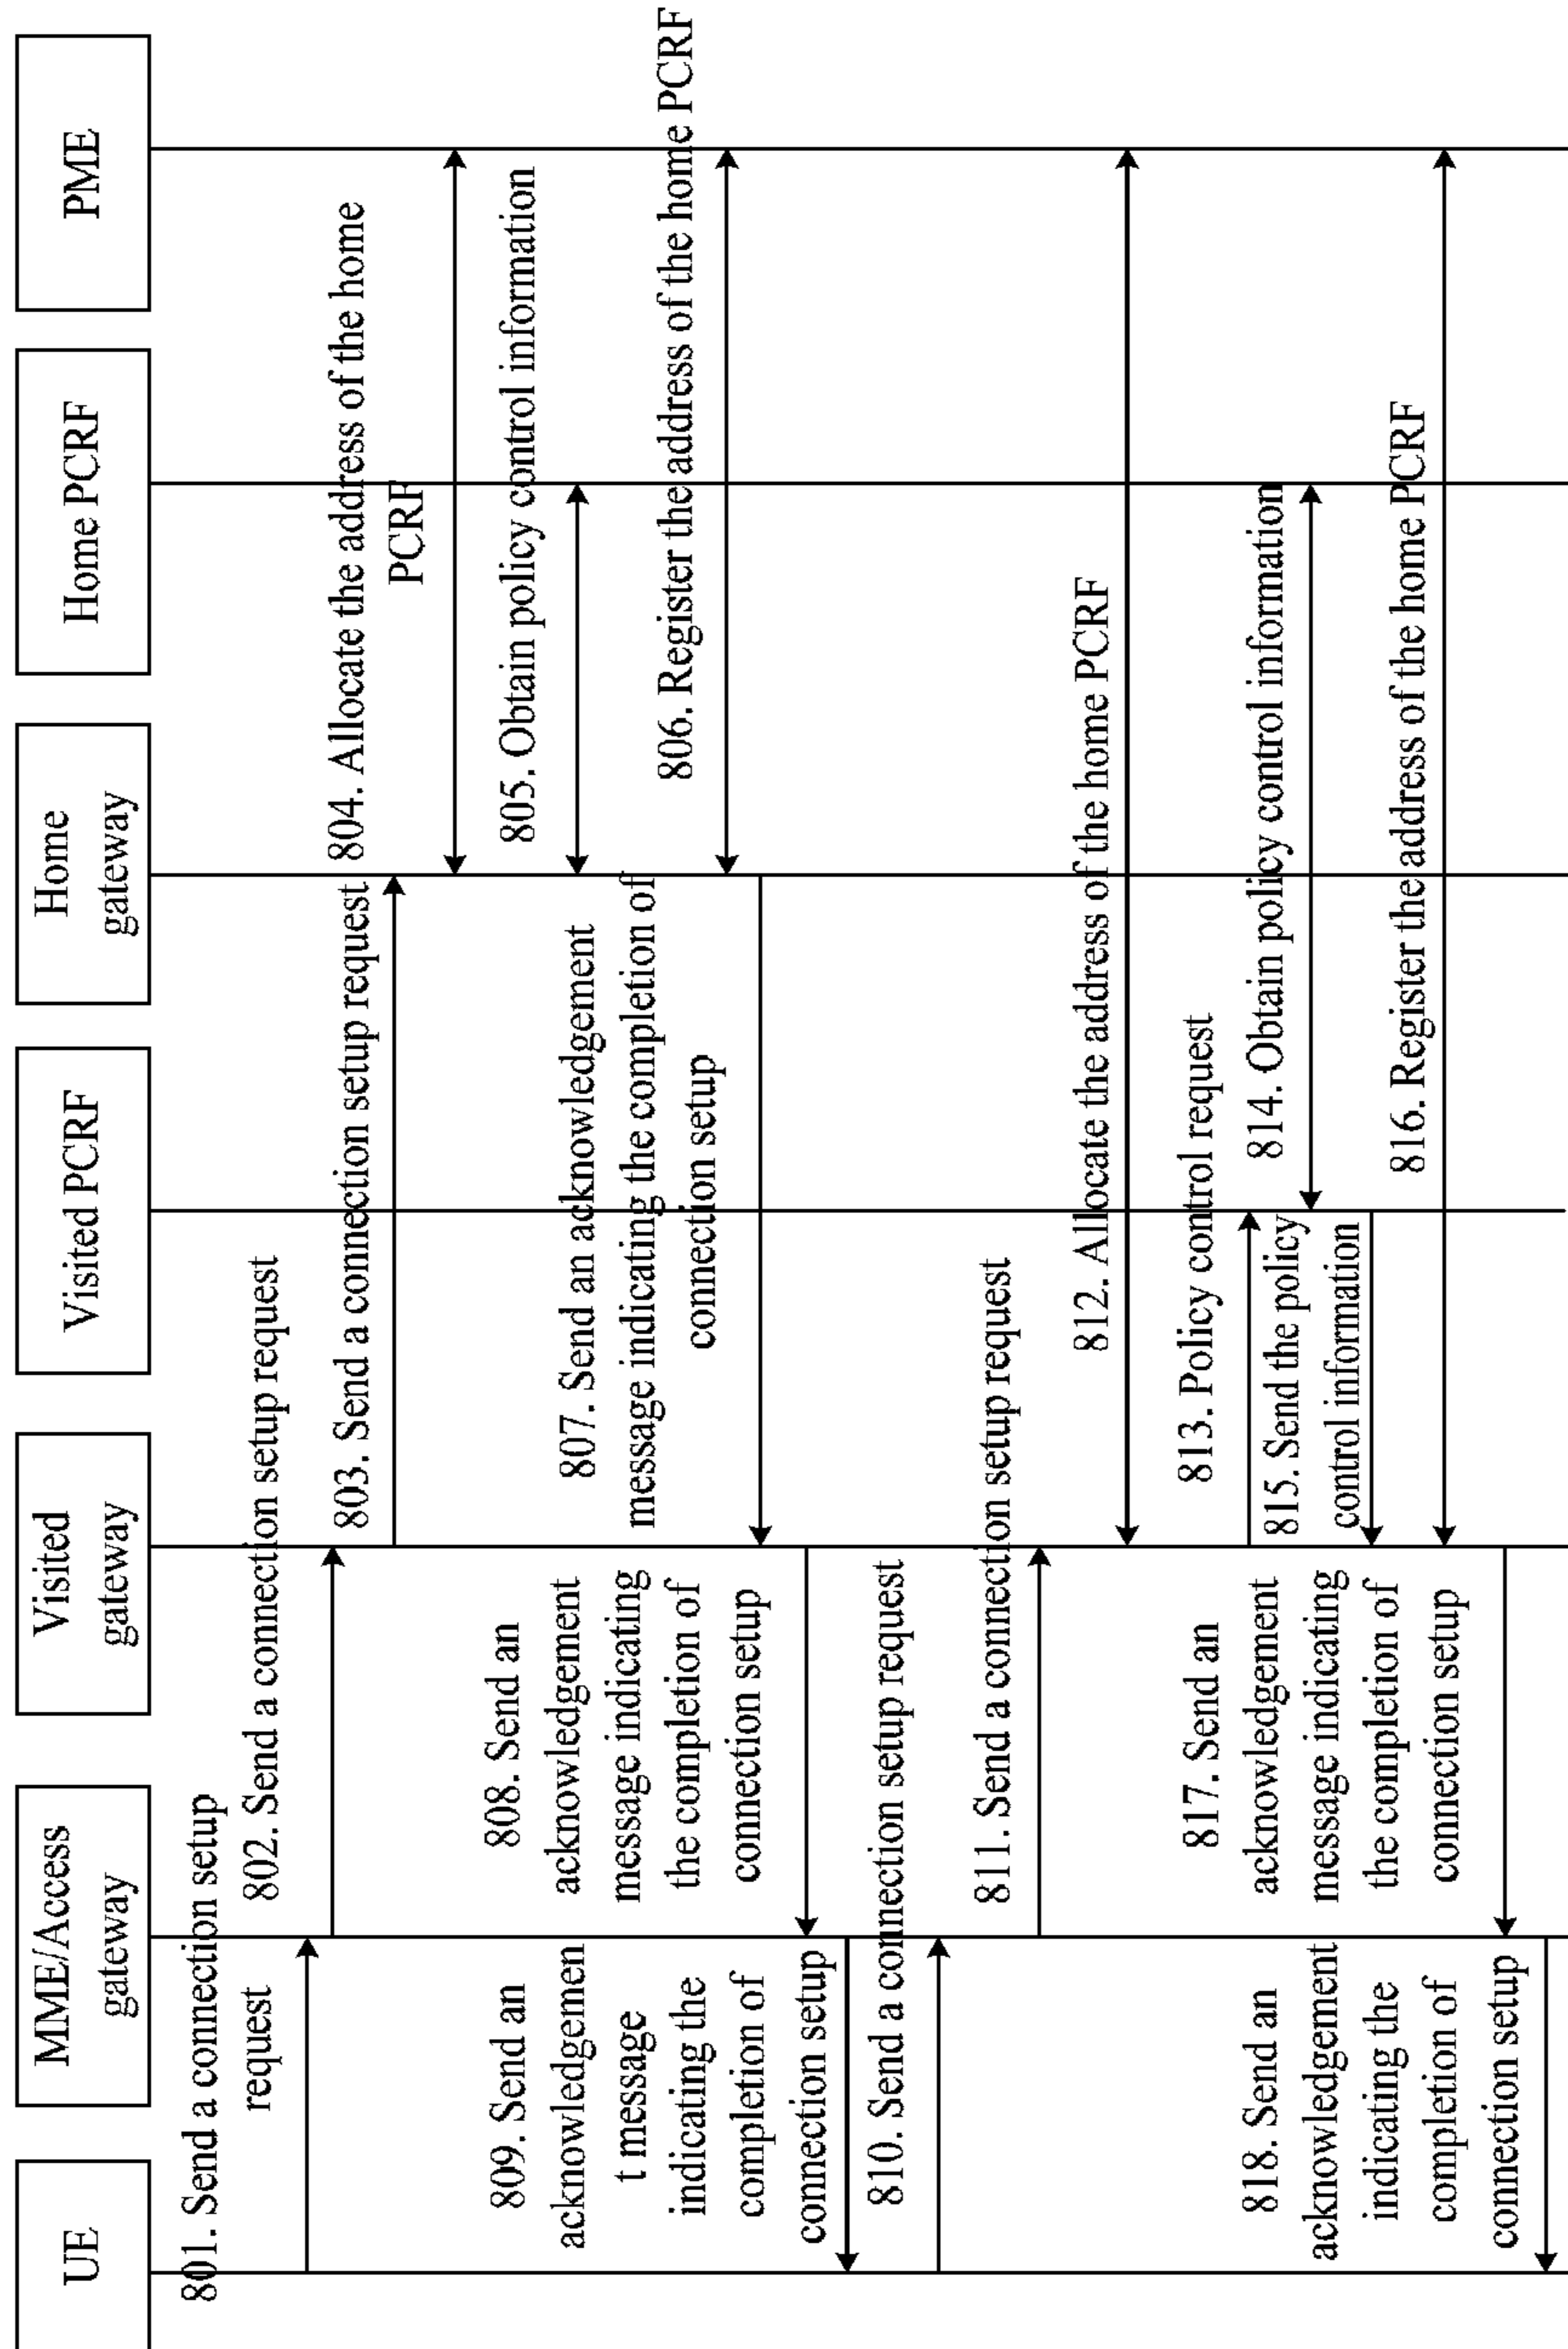 UE
MME/Access
gateway
Visited
gateway
Visited PCRF
Home
gateway
Home PCRF
PME
801. Send a connection setup
request
802. Send a connection setup request
803. Send a connection setup request
804. Allocate the address of the home
PCRF
805. Obtain policy control information
806. Register the address of the home PCRF
807. Send an acknowledgement
message indicating the completion of
connection setup
808. Send an
acknowledgement
message indicating
the completion of
connection setup
809. Send an
acknowledgemen
t message
indicating the
completion of
connection setup
810. Send a connection setup request
811. Send a connection setup request
812. Allocate the address of the home PCRF
813. Policy control request
814. Obtain policy control information
815. Send the policy
control information
816. Register the address of the home PCRF
817. Send an
acknowledgement
message indicating
the completion of
connection setup
818. Send an
acknowledgement
indicating the
completion of
connection setup